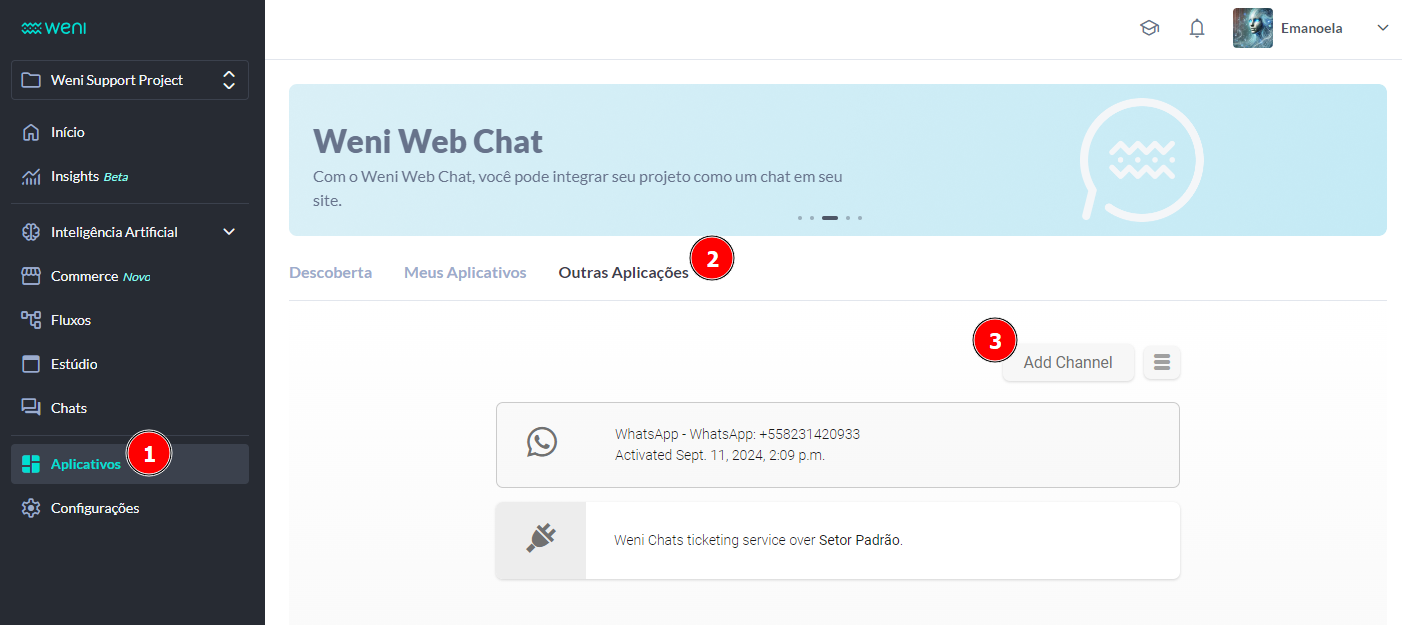 weni
Emanoela
Weni Support Project
Início
Insights Beta
Inteligência Artificial
Commerce Novo
Fluxos
Estúdio
Chats
Aplicativos
1
Configurações
Weni Web Chat
Com o Weni Web Chat, você pode integrar seu projeto como um chat em seu
site.
Descoberta Meus Aplicativos Outras Aplicações 2
3
Add Channel
WhatsApp - WhatsApp: +558231420933
Activated Sept. 11, 2024, 2:09 p.m.
Weni Chats ticketing service over Setor Padrão.